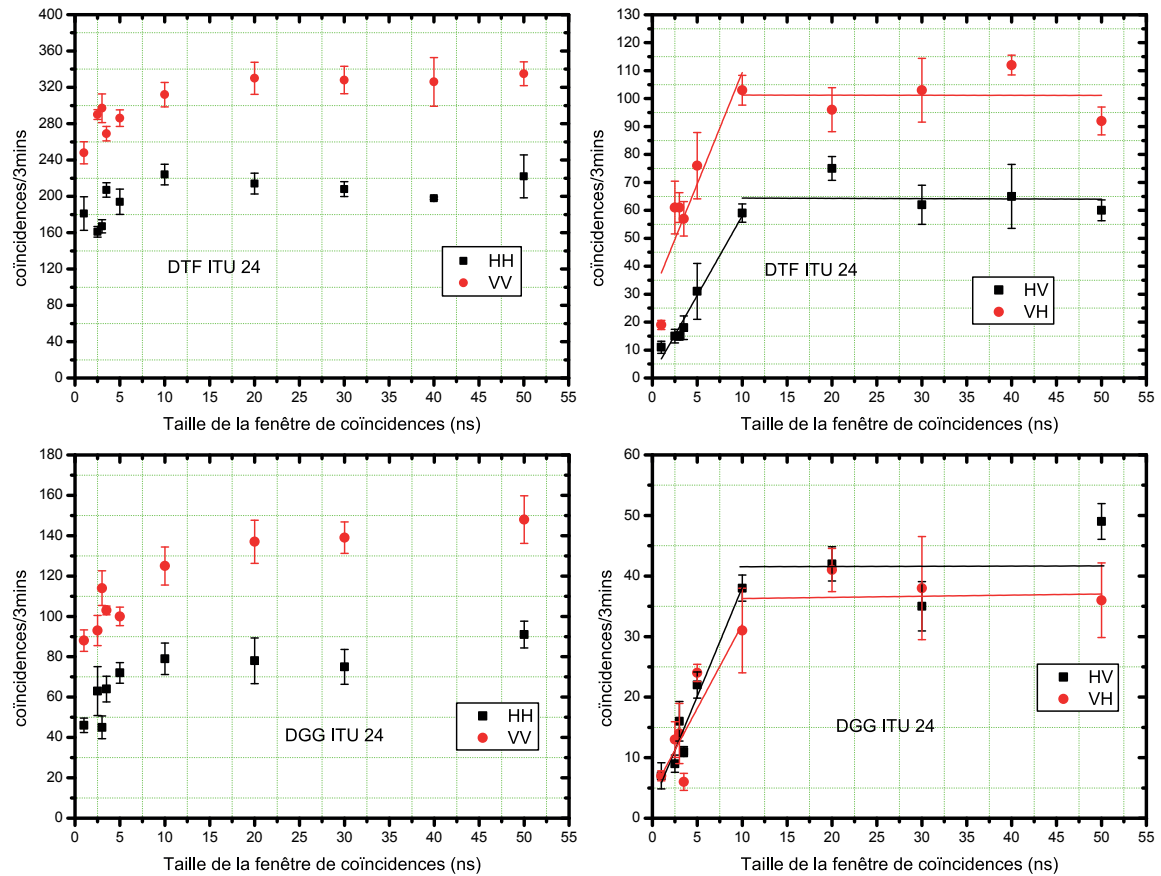 400
360
320
280
240
200
160
120
80
40
0
coïncidences/3mins
DTF ITU 24
HH
VV
0 5 10 15 20 25 30 35 40 45 50 55
Taille de la fenêtre de coïncidences (ns)
130
120
110
100
90
80
70
60
50
40
30
20
10
0
coïncidences/3mins
DTF ITU 24
HV
VH
0 5 10 15 20 25 30 35 40 45 50 55
Taille de la fenêtre de coïncidences (ns)
180
160
140
120
100
80
60
40
20
0
coïncidences/3mins
DGG ITU 24
HH
VV
0 5 10 15 20 25 30 35 40 45 50 55
Taille de la fenêtre de coïncidences (ns)
60
50
40
30
20
10
0
coïncidences/3mins
DGG ITU 24
HV
VH
0 5 10 15 20 25 30 35 40 45 50 55
Taille de la fenêtre de coïncidences (ns)